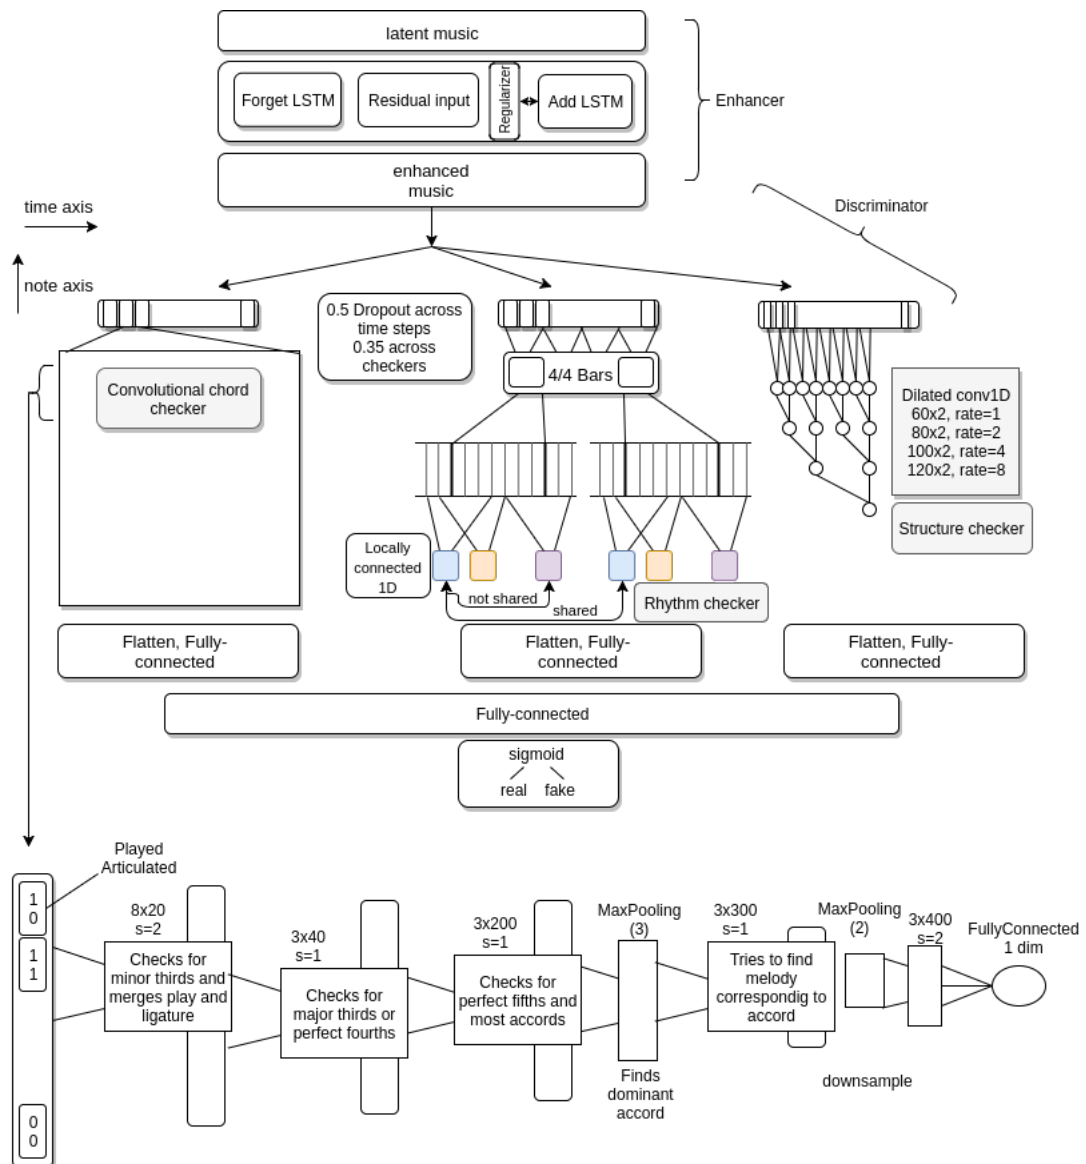 latent music
Forget LSTM
Residual input
Regularizer
Add LSTM
Enhancer
enhanced
music
Discriminator
time axis
note axis
0.5 Dropout across
time steps
0.35 across
checkers
Convolutional chord
checker
4/4 Bars
Dilated conv1D
60x2, rate=1
80x2, rate=2
100x2, rate=4
120x2, rate=8
Structure checker
Locally
connected
1D
not shared
shared
Rhythm checker
Flatten, Fully-
connected
Flatten, Fully-
connected
Flatten, Fully-
connected
Fully-connected
sigmoid
real fake
Played
Articulated
1
0
1
1
0
0
8x20
s=2
Checks for
minor thirds and
merges play and
ligature
3x40
s=1
Checks for
major thirds or
perfect fourths
3x200
s=1
Checks for
perfect fifths and
most accords
MaxPooling
(3)
Finds
dominant
accord
3x300
s=1
Tries to find
melody
correspondig to
accord
MaxPooling
(2)
downsample
3x400
s=2
FullyConnected
1 dim